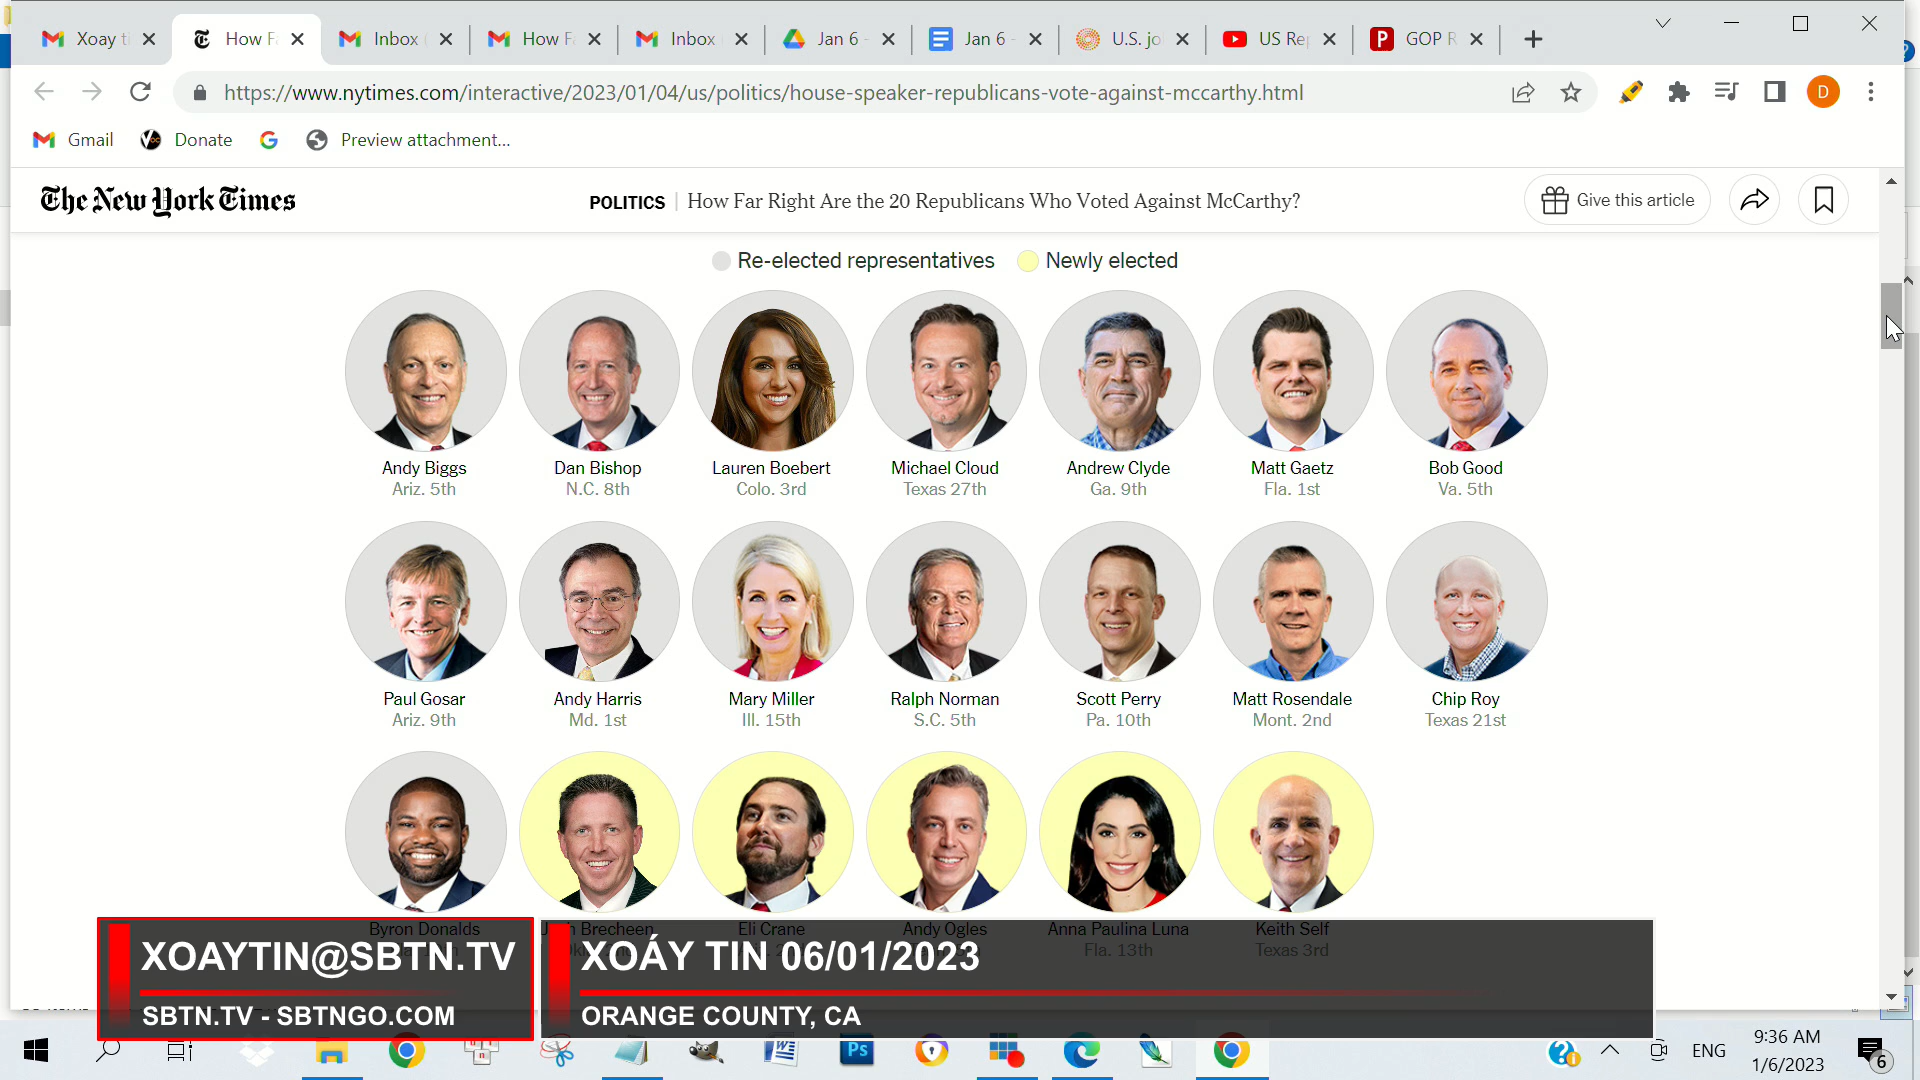 Xoay ti
How F
Inbox
How Fa
Inbox
Jan 6 -
Jan 6 -
U.S. jo
US Rep
GOP R
https://www.nytimes.com/interactive/2023/01/04/us/politics/house-speaker-republicans-vote-against-mccarthy.html
D
Gmail
Donate
Preview attachment...
The New York Times
POLITICS
How Far Right Are the 20 Republicans Who Voted Against McCarthy?
Give this article
Re-elected representatives
Newly elected
Andy Biggs
Dan Bishop
Lauren Boebert
Michael Cloud
Andrew Clyde
Matt Gaetz
Bob Good
Ariz. 5th
N.C. 8th
Colo. 3rd
Texas 27th
Ga. 9th
Fla. 1st
Va. 5th
Paul Gosar
Andy Harris
Mary Miller
Ralph Norman
Scott Perry
Matt Rosendale
Chip Roy
Ariz. 9th
Md. 1st
Ill. 15th
S.C. 5th
Pa. 10th
Mont. 2nd
Texas 21st
Byron Donalds
Brecheen
Eli Crane
Andy Ogles
Anna Paulina Luna
Keith Self
Fla. 13th
Texas 3rd
XOAYTIN@SBTN.TV
SBTN.TV - SBTNGO.COM
XOÁY TIN 06/01/2023
ORANGE COUNTY, CA
Ps
ENG
9:36 AM
1/6/2023
6